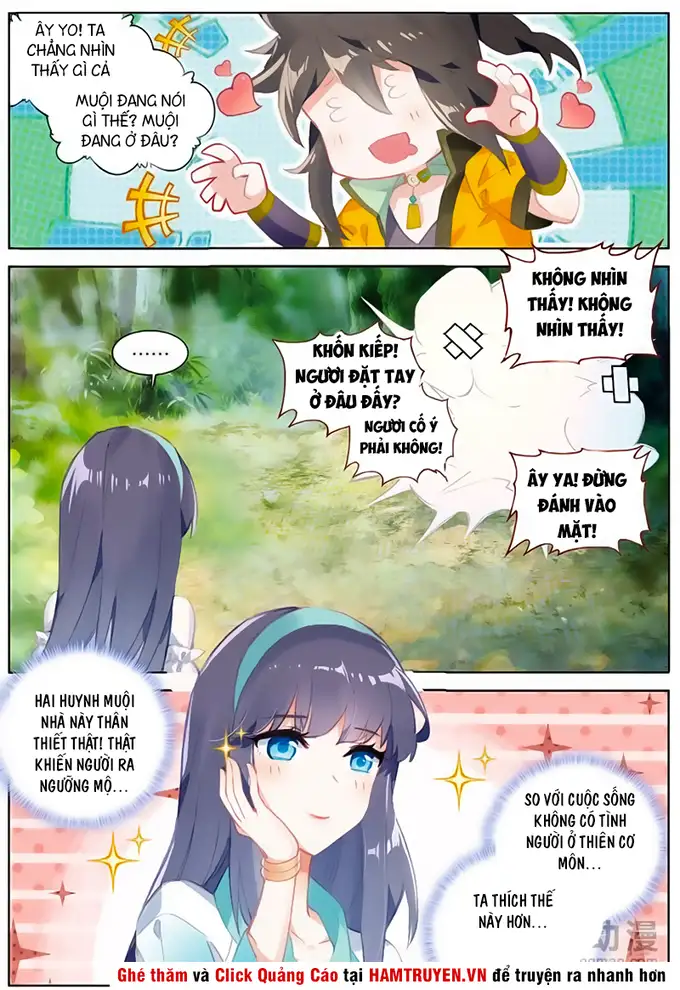 ÂY YO! TA
CHẲNG NHÌN
THẤY GÌ CẢ
MUỘI ĐANG NÓI
GÌ THẾ? MUỘI
ĐANG Ở ĐÂU?
KHÔNG NHÌN
THẤY! KHÔNG
NHÌN THẤY!
......
KHỐN KIẾP!
NGƯƠI ĐẶT TAY
Ở ĐÂU ĐẤY?
NGƯƠI CỐ Ý
PHẢI KHÔNG!
ÂY YA! ĐỪNG
ĐÁNH VÀO
MẶT!
HAI HUYNH MUỘI
NHÀ NÀY THÂN
THIẾT THẬT! THẬT
KHIẾN NGƯỜI RA
NGƯỠNG MỘ...
SO VỚI CUỘC SỐNG
KHÔNG CÓ TÌNH
NGƯỜI Ở THIÊN CƠ
MÔN...
TA THÍCH THẾ
NÀY HƠN...
动漫
Ghé thăm và Click Quảng Cáo tại HAMTRUYEN.VN để truyện ra nhanh hơn